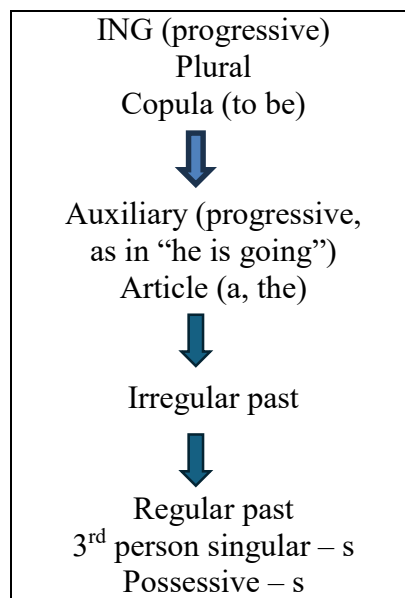 ING (progressive)
Plural
Copula (to be)
Auxiliary (progressive,
as in “he is going”)
Article (a, the)
Irregular past
Regular past
3rd person singular – s
Possessive – s